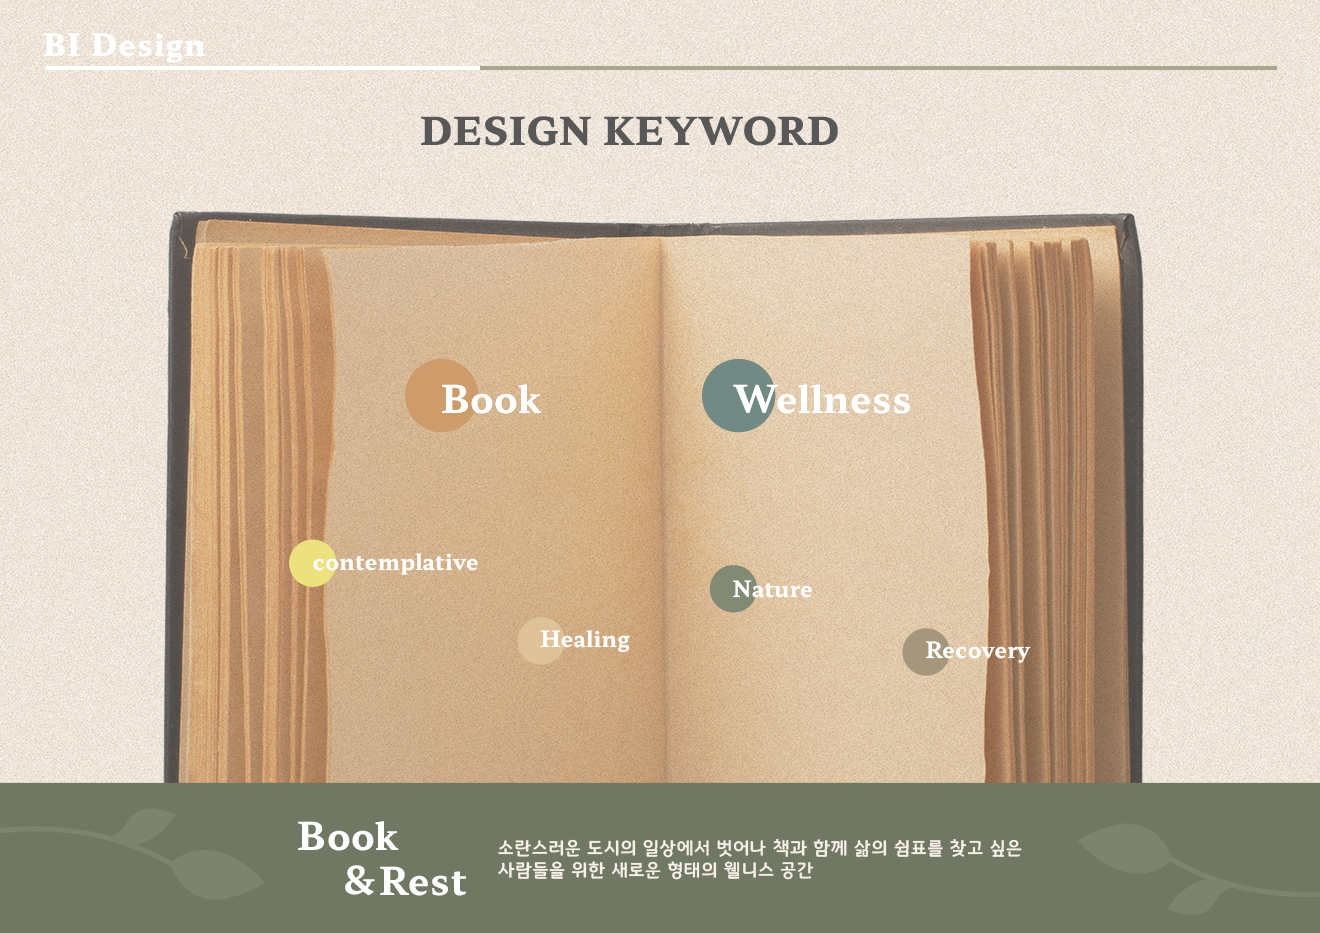 BI Design
DESIGN KEYWORD
Book
Wellness
contemplative
Nature
Healing
Recovery
Book
&Rest
소란스러운 도시의 일상에서 벗어나 책과 함께 삶의 쉼표를 찾고 싶은
사람들을 위한 새로운 형태의 웰니스 공간